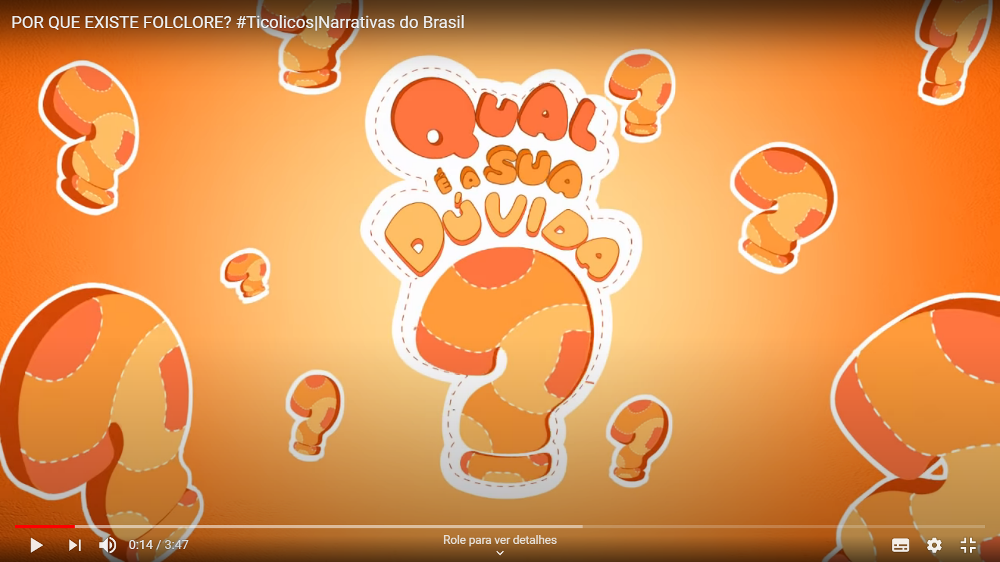 POR QUE EXISTE FOLCLORE? #Ticolicos|Narrativas do Brasil
QUAL
É A SUA
DÚVIDA
?
0:14 / 3:47
Role para ver detalhes